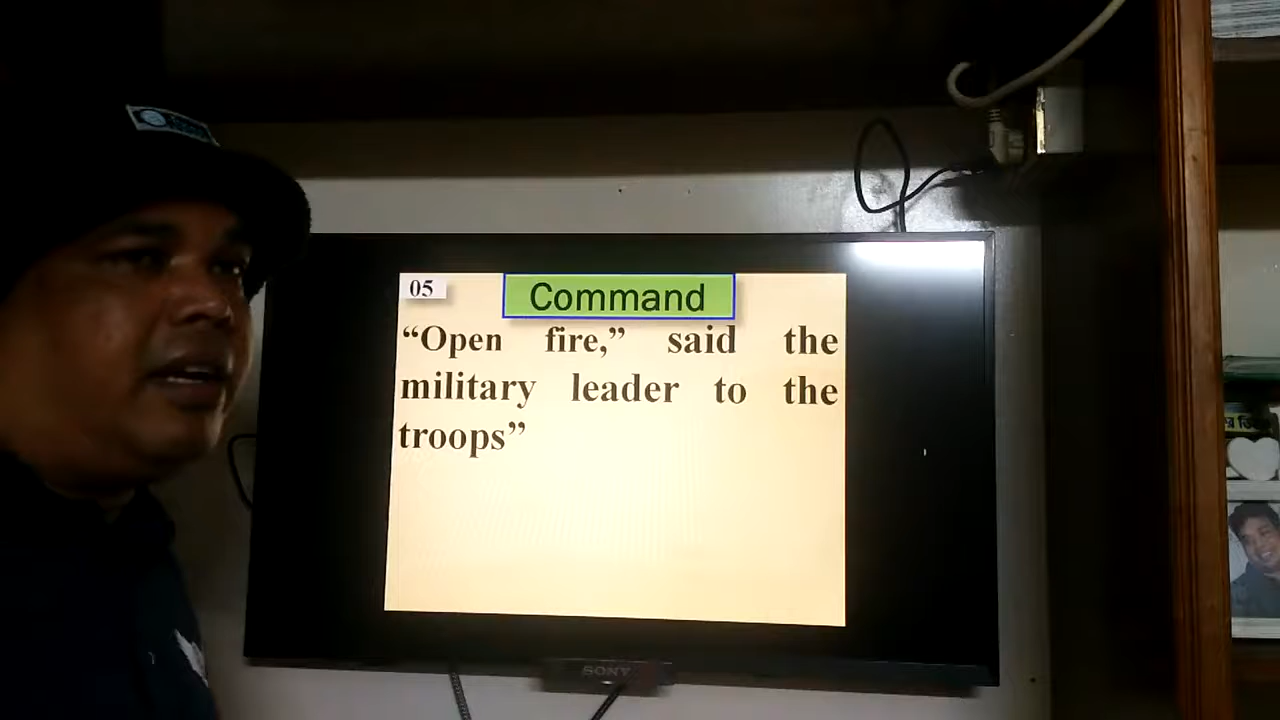 05
Command
“Open fire,” said the
military leader to the
troops”
SONY